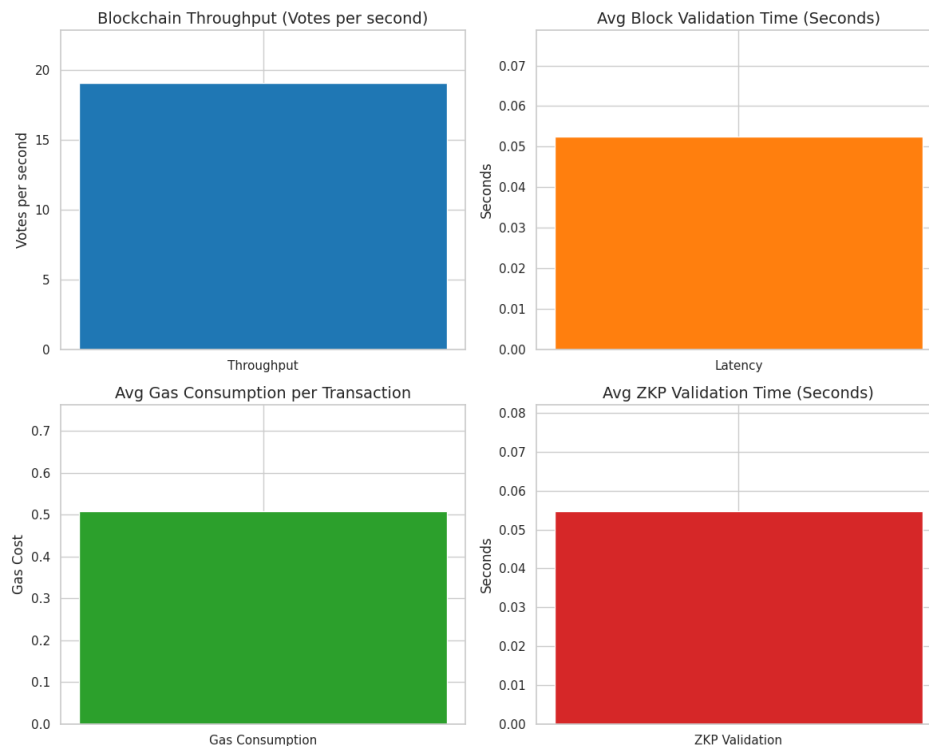 Blockchain Throughput (Votes per second)
Votes per second
20
15
10
5
0
Throughput
Avg Block Validation Time (Seconds)
Seconds
0.07
0.06
0.05
0.04
0.03
0.02
0.01
0.00
Latency
Avg Gas Consumption per Transaction
Gas Cost
0.7
0.6
0.5
0.4
0.3
0.2
0.1
0.0
Gas Consumption
Avg ZKP Validation Time (Seconds)
Seconds
0.08
0.07
0.06
0.05
0.04
0.03
0.02
0.01
0.00
ZKP Validation